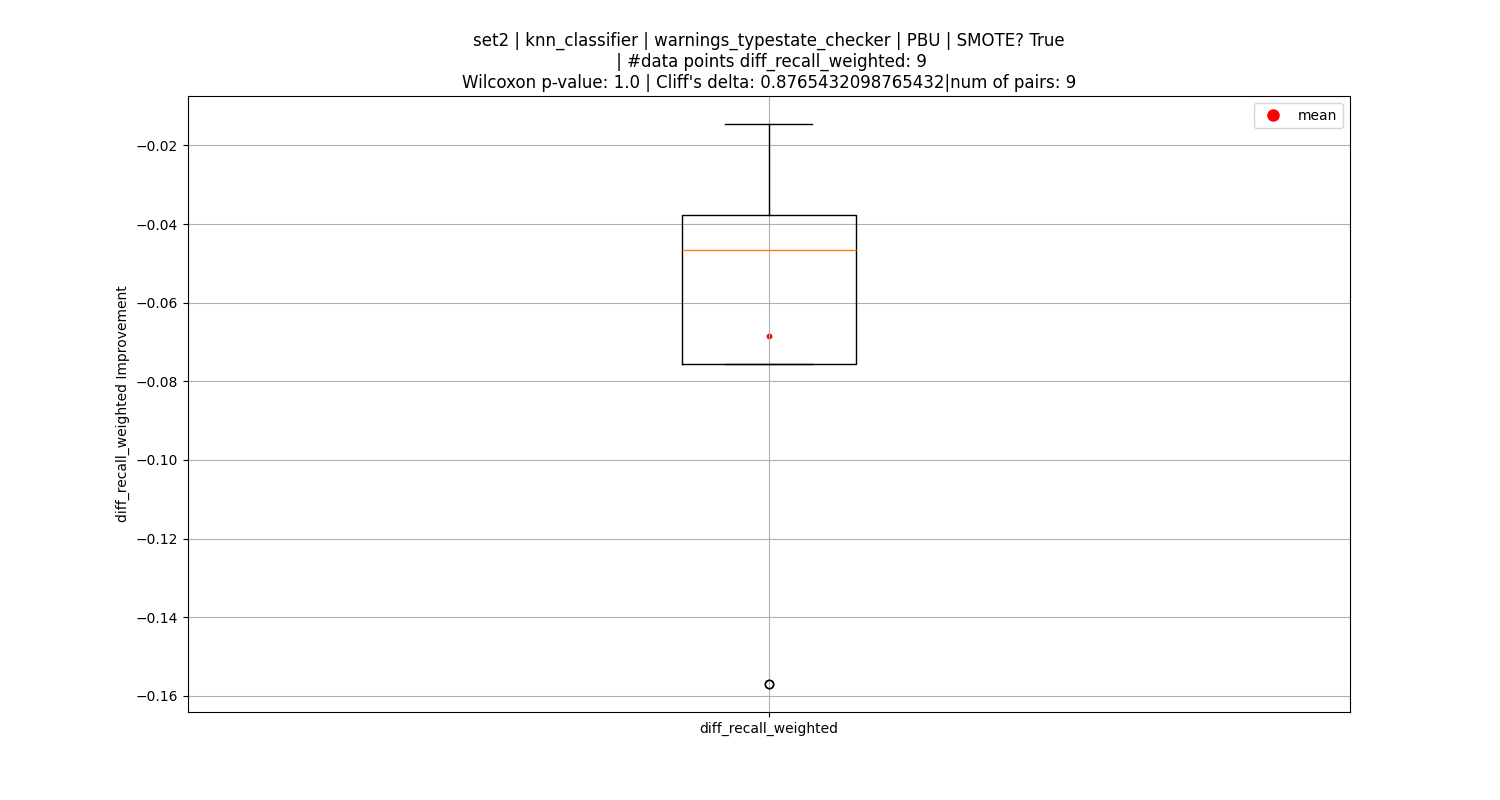 set2 | knn_classifier | warnings_typestate_checker | PBU | SMOTE? True
| #data points diff_recall_weighted: 9
Wilcoxon p-value: 1.0 | Cliff's delta: 0.8765432098765432|num of pairs: 9
mean
−0.02
−0.04
−0.06
−0.08
−0.10
−0.12
−0.14
−0.16
diff_recall_weighted Improvement
diff_recall_weighted